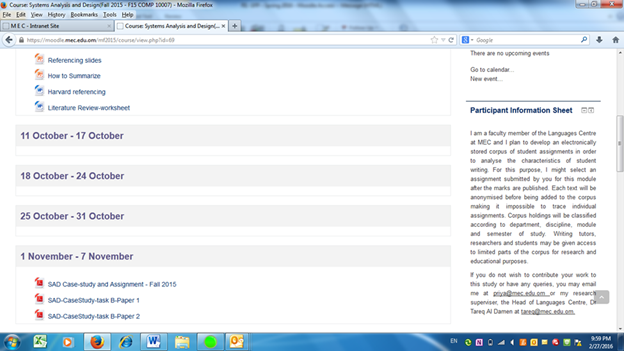 Course: Systems Analysis and Design(Fall 2015 - F15 COMP 10007) - Mozilla Firefox
File Edit View History Bookmarks Tools Help
M E C - Intranet Site
Course: Systems Analysis and Design(F...
https://moodle.mec.edu.om/mf2015/course/view.php?id=69
Google
Referencing slides
How to Summarize
Harvard referencing
Literature Review-worksheet
11 October - 17 October
18 October - 24 October
25 October - 31 October
1 November - 7 November
SAD Case-study and Assignment - Fall 2015
SAD-CaseStudy-task B-Paper 1
SAD-CaseStudy-task B-Paper 2
There are no upcoming events
Go to calendar...
New event...
Participant Information Sheet
I am a faculty member of the Languages Centre
at MEC and I plan to develop an electronically
stored corpus of student assignments in order
to analyse the characteristics of student
writing. For this purpose, I might select an
assignment submitted by you for this module
after the marks are published. Each text will be
anonymised before being added to the corpus
making it impossible to trace individual
assignments. Corpus holdings will be classified
according to department, discipline, module
and semester of study. Writing tutors,
researchers and students may be given access
to limited parts of the corpus for research and
educational purposes.
If you do not wish to contribute your work to
this study or have any queries, you may email
me at priya@mec.edu.om or my research
supervisor, the Head of Languages Centre, Dr
Tareq Al Damen at tareq@mec.edu.om.
EN
9:59 PM
2/27/2016